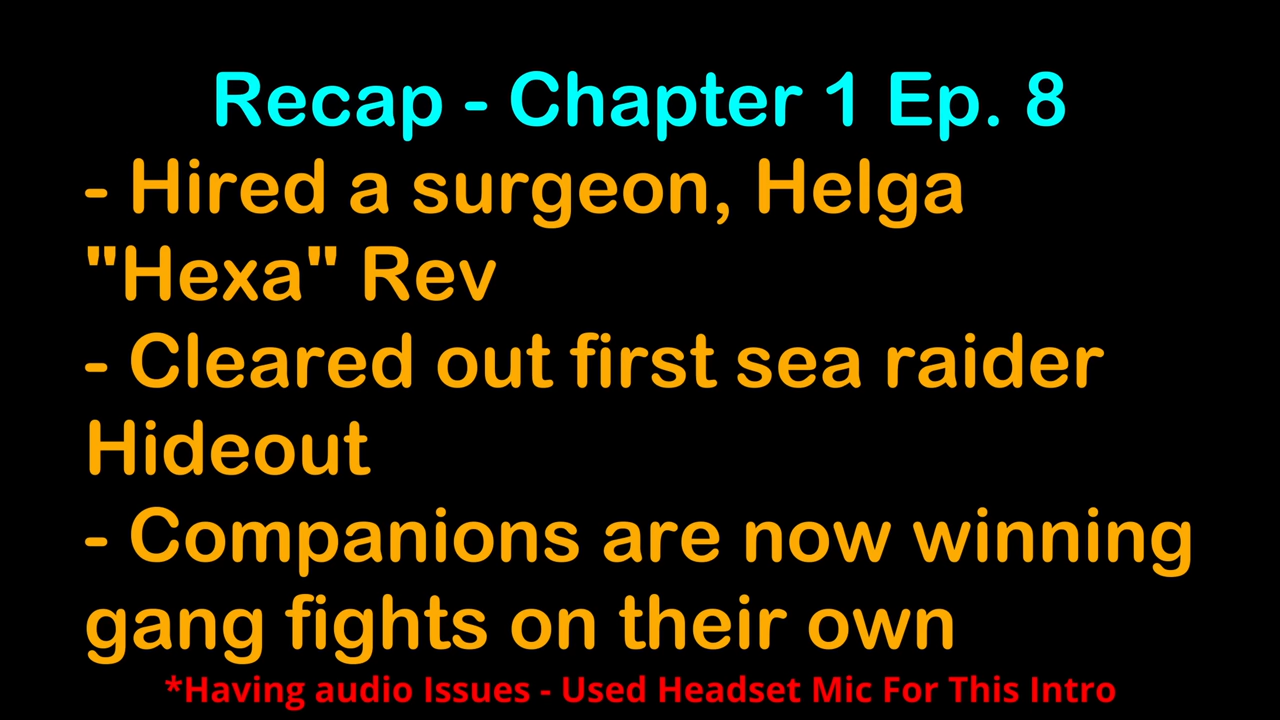 Recap - Chapter 1 Ep. 8
- Hired a surgeon, Helga
"Hexa" Rev
- Cleared out first sea raider
Hideout
- Companions are now winning
gang fights on their own
*Having audio Issues - Used Headset Mic For This Intro